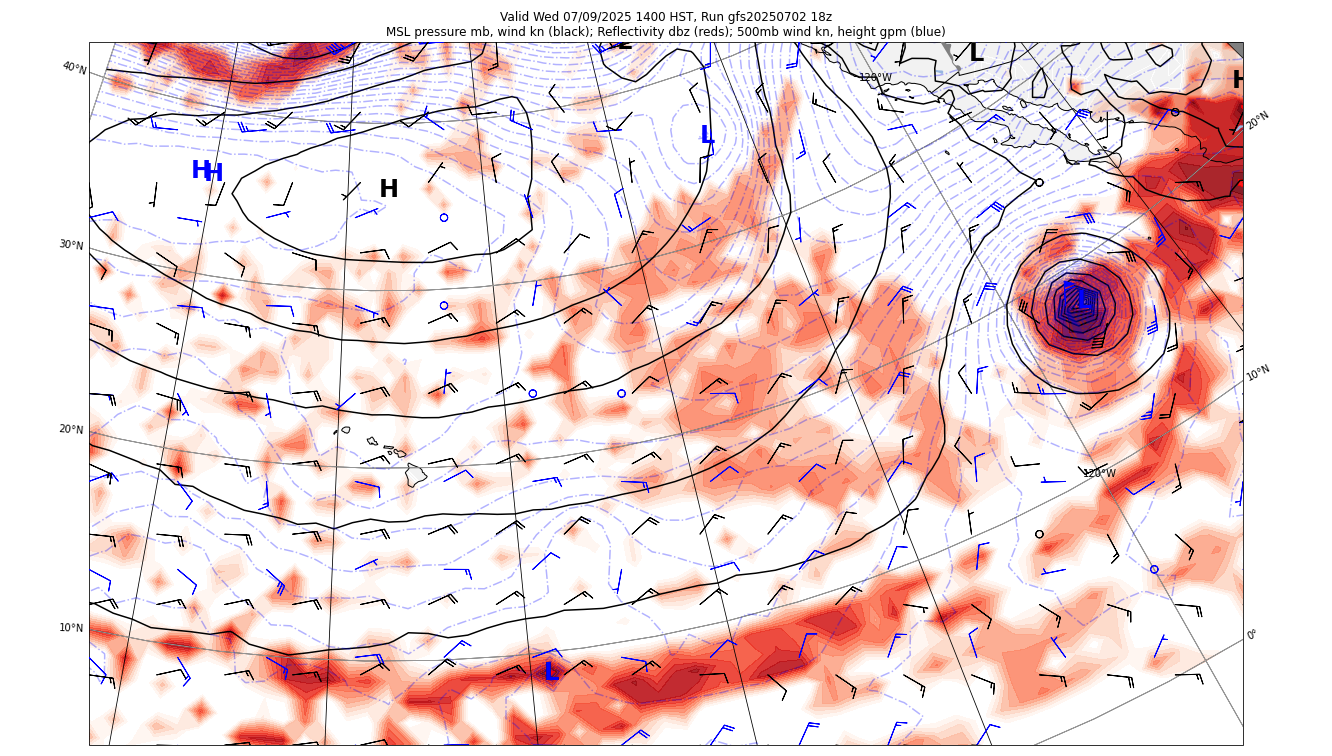 Valid Wed 07/09/2025 1400 HST, Run gfs20250702 18z
MSL pressure mb, wind kn (black); Reflectivity dbz (reds); 500mb wind kn, height gpm (blue)
L
40°N
120°W
H
20°N
L
H
H
H
30°N
L
10°N
20°N
120°W
10°N
0°
L